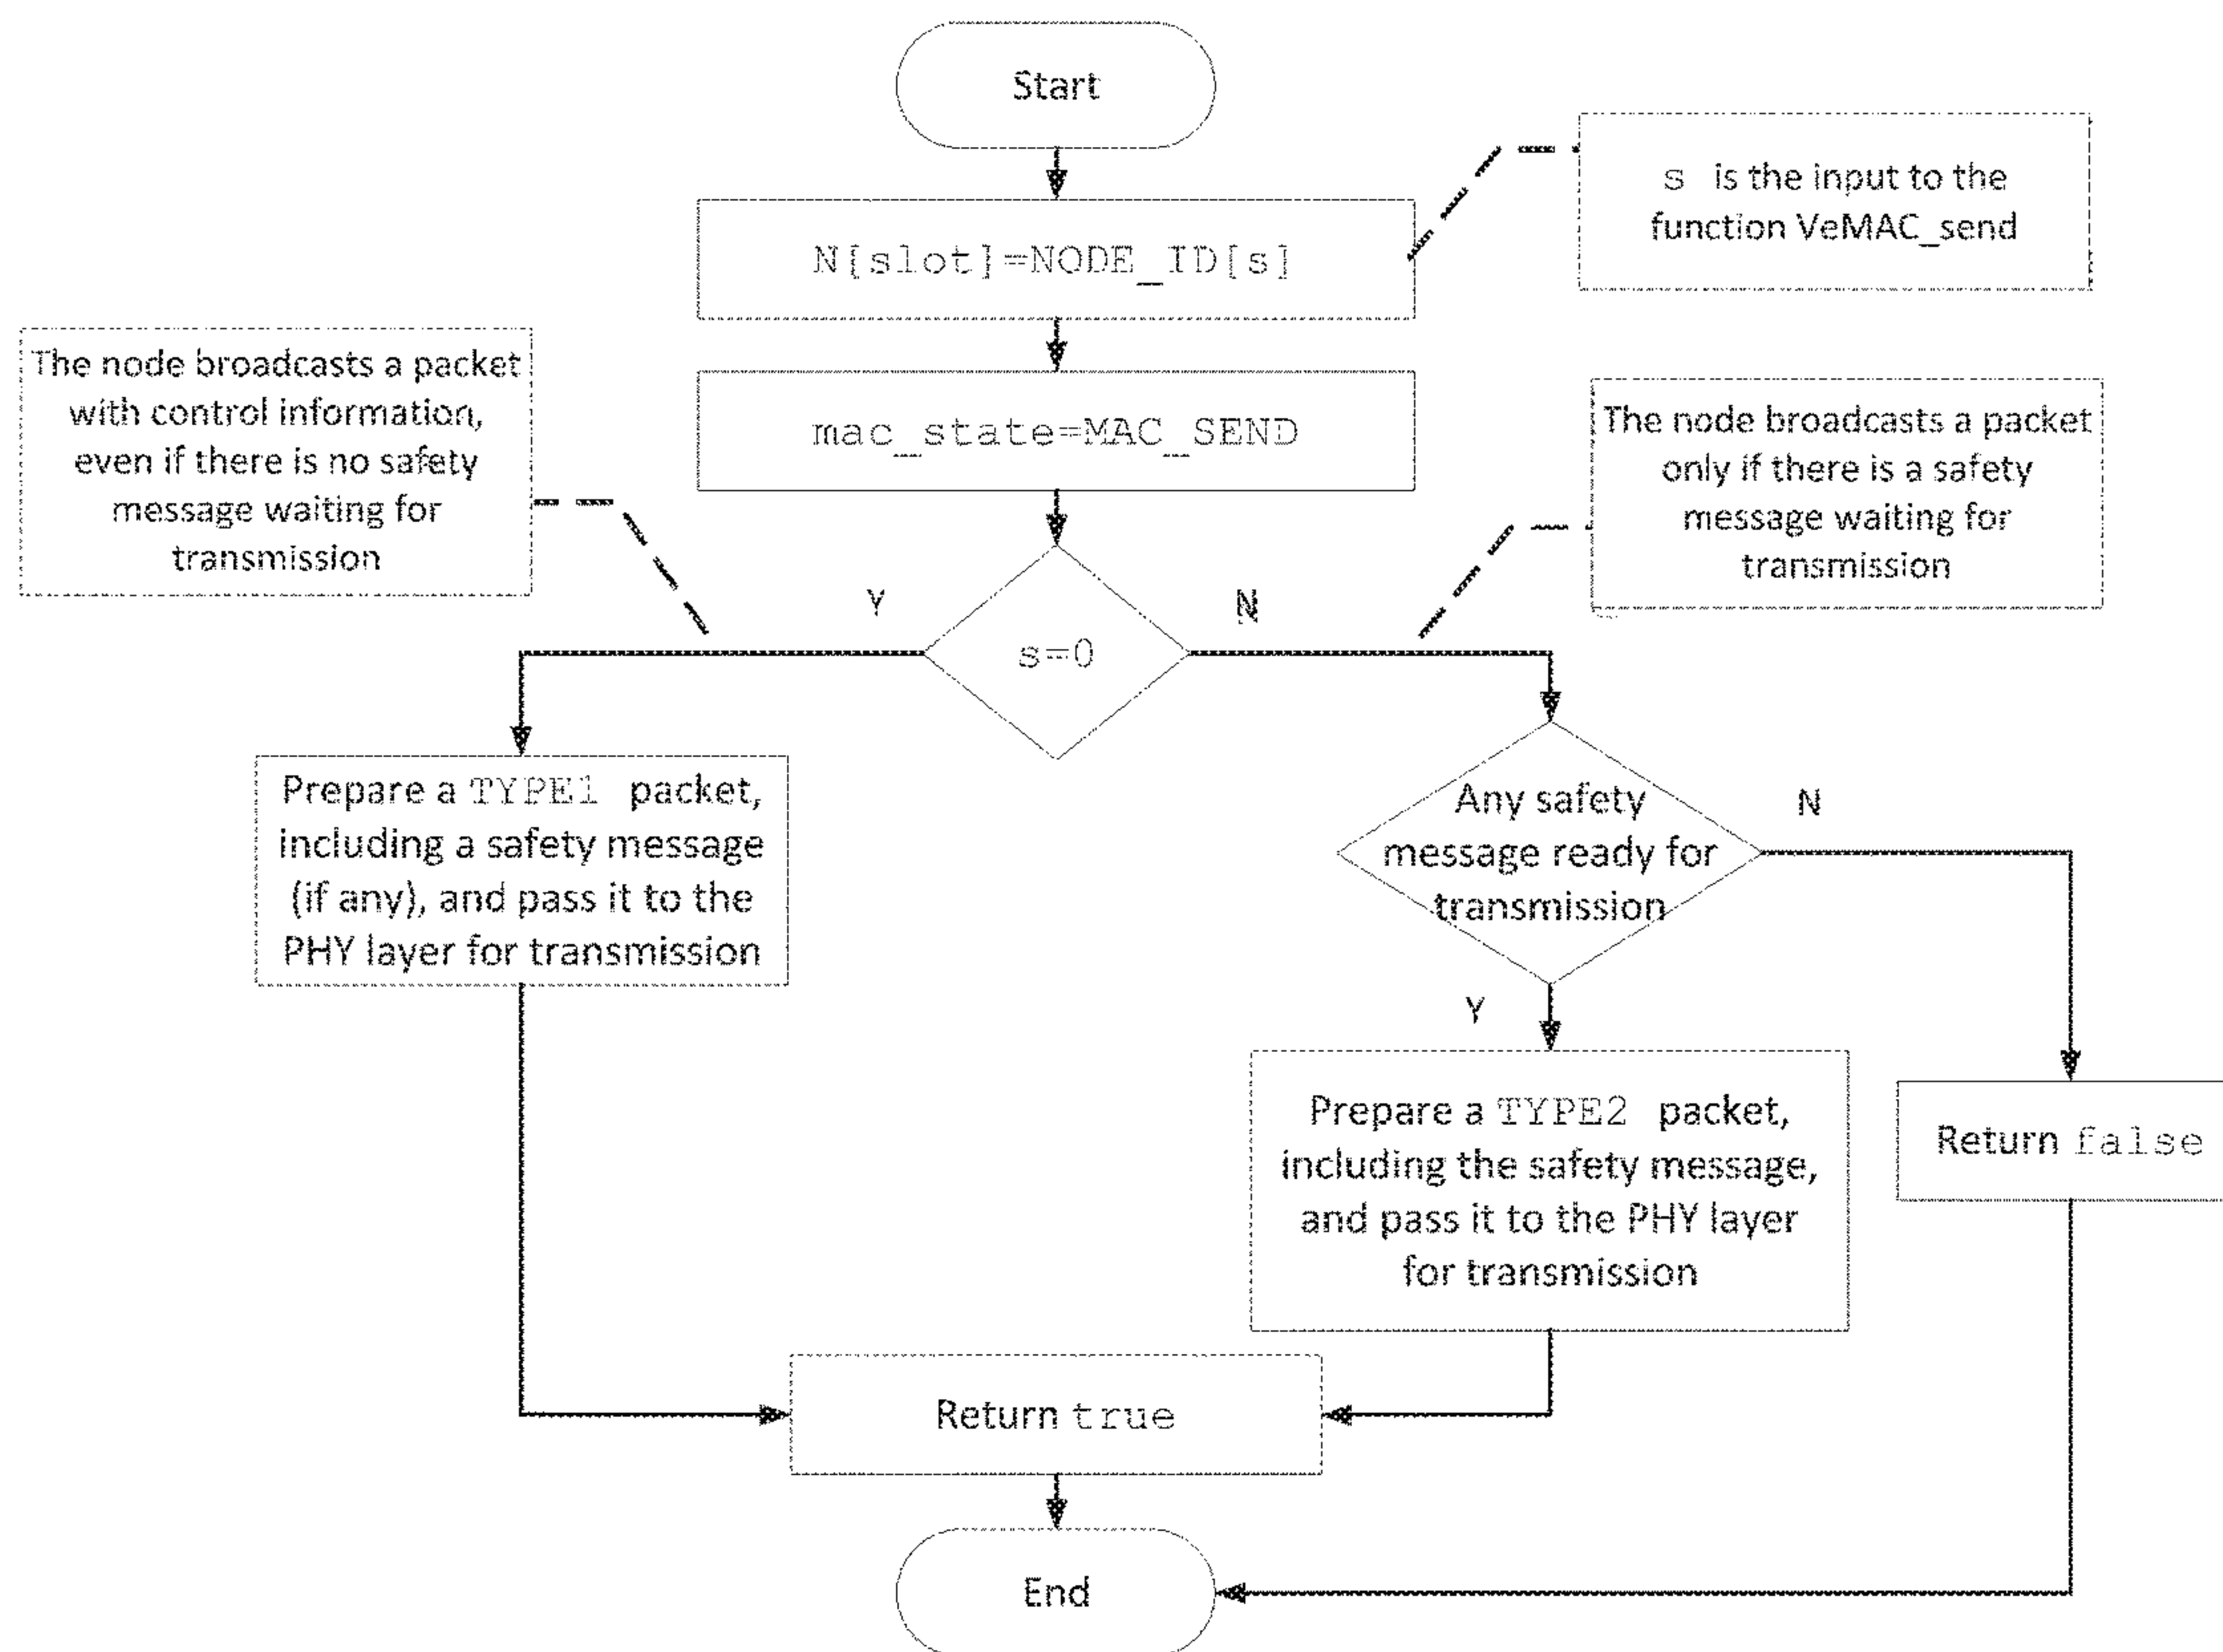 Start
s is the input to the
function VeMAC_send
N[slot]=NODE_ID[s]
The node broadcasts a packet
with control information,
even if there is no safety
message waiting for
transmission
mac_state=MAC_SEND
The node broadcasts a packet
only if there is a safety
message waiting for
transmission
Y
N
s=0
Prepare a TYPE1 packet,
including a safety message
(if any), and pass it to the
PHY layer for transmission
Any safety
message ready for
transmission
N
Y
Prepare a TYPE2 packet,
including the safety message,
and pass it to the PHY layer
for transmission
Return false
Return true
End